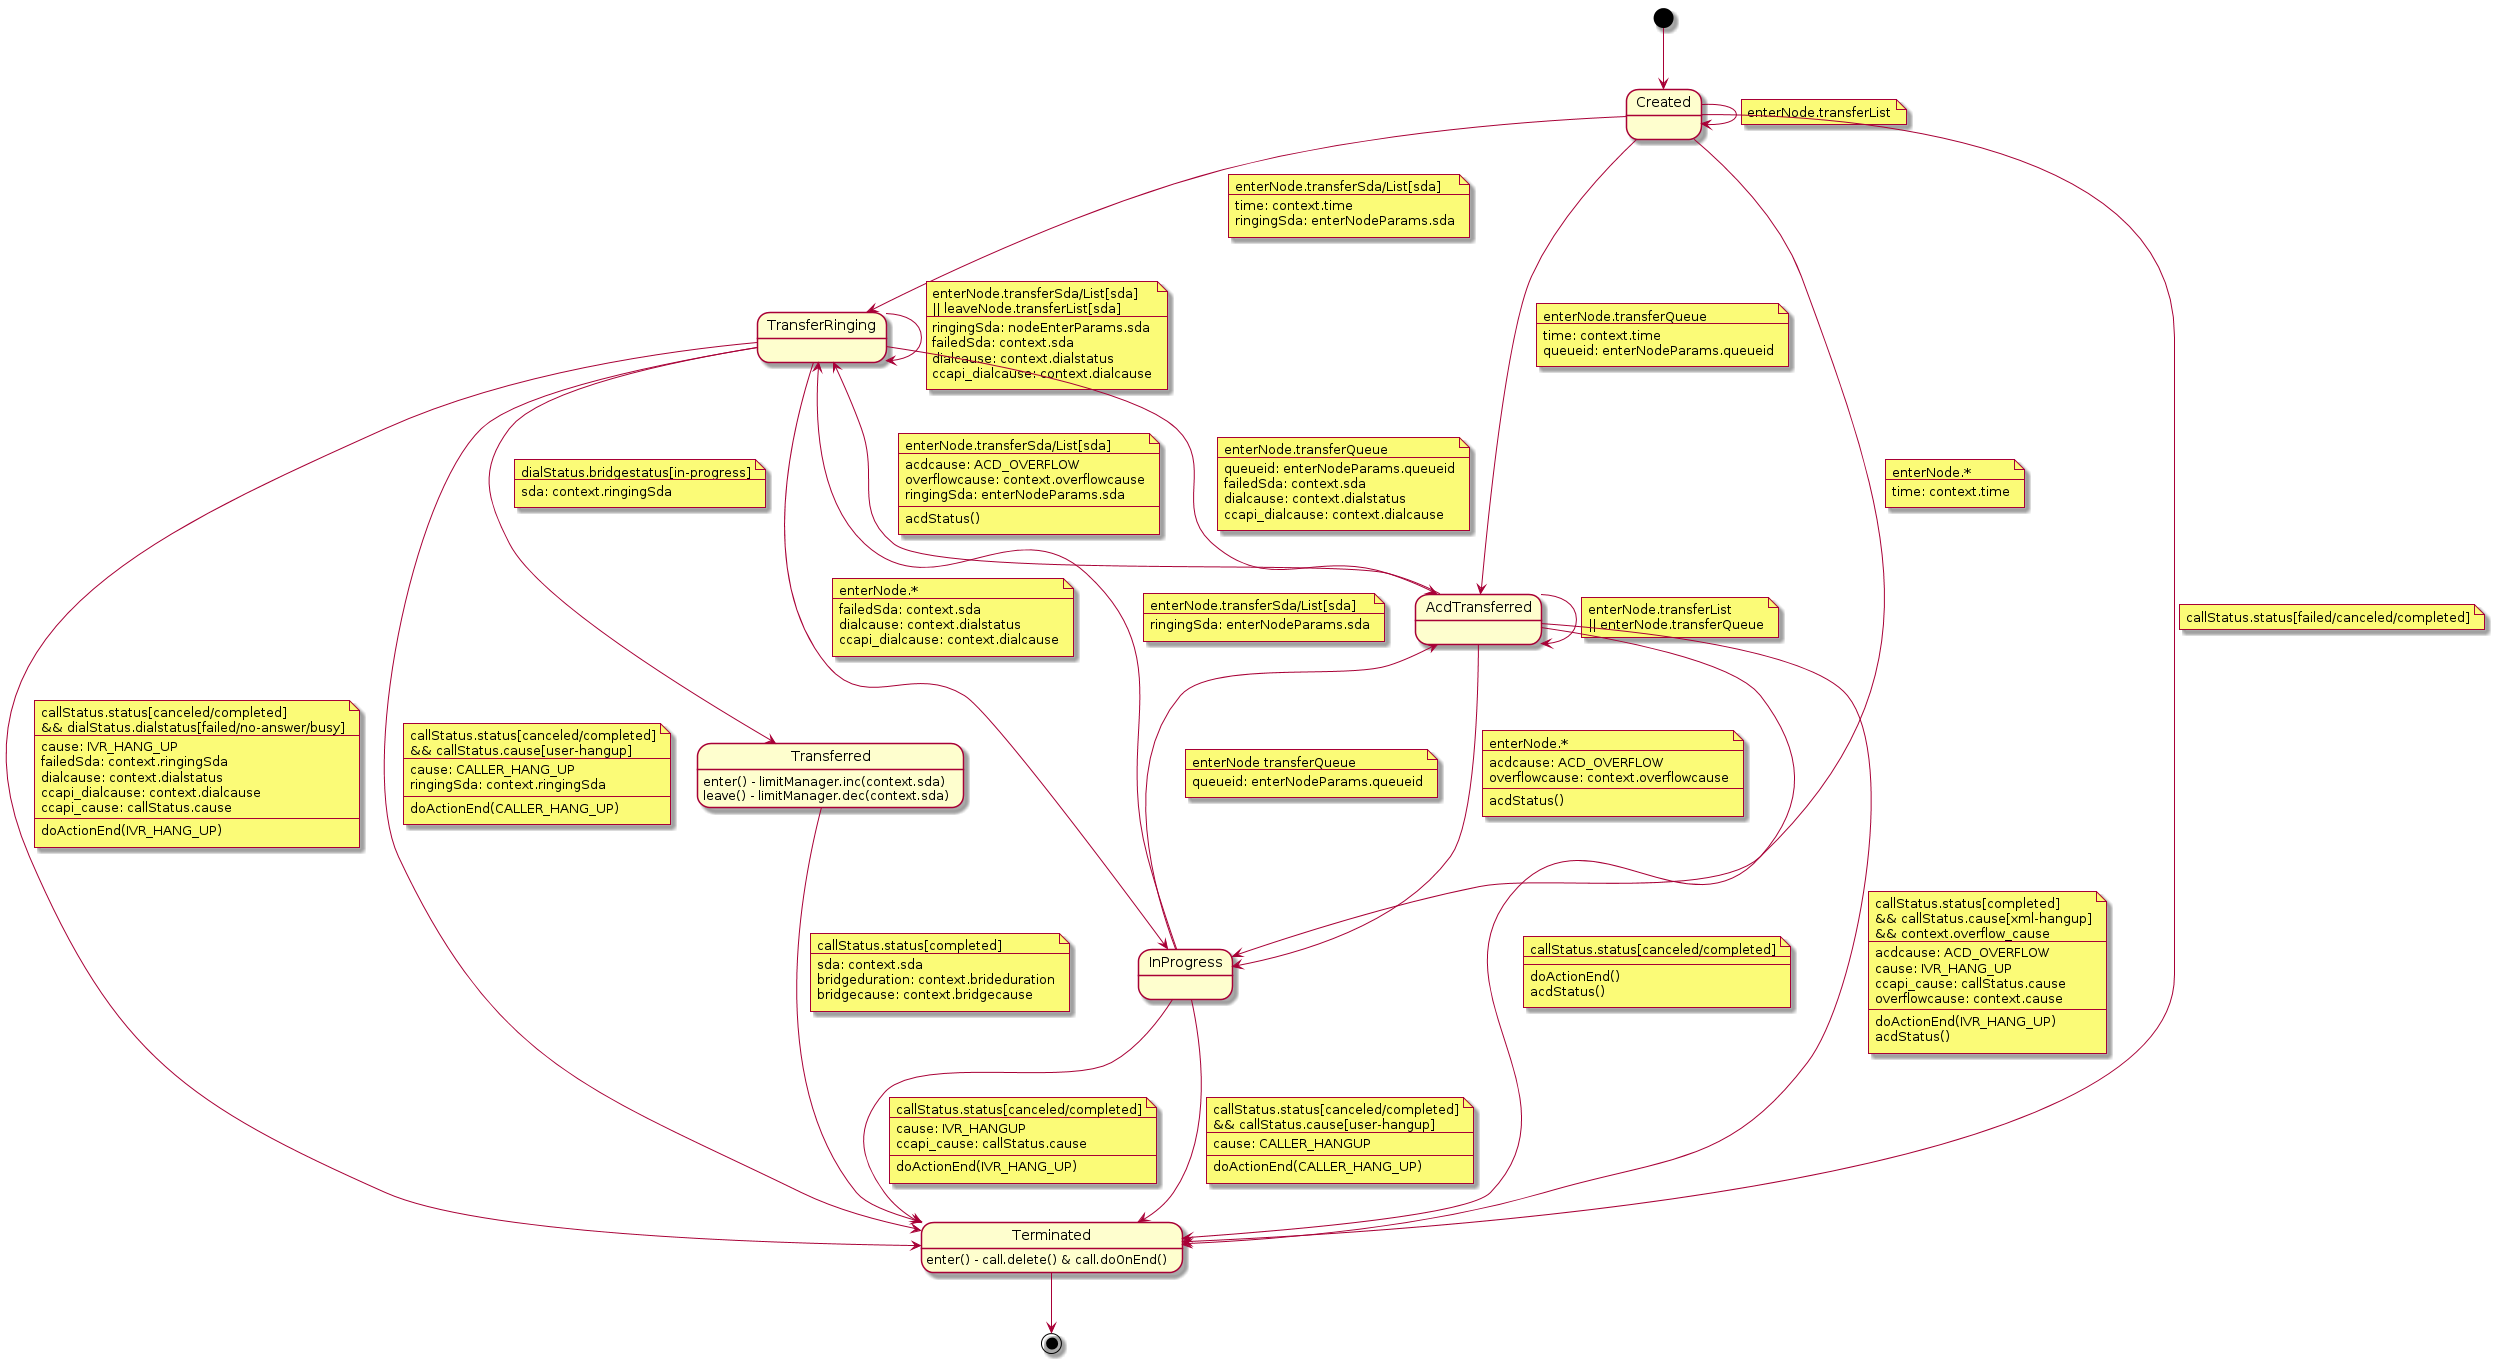 Created
enterNode.transferList
enterNode.transferSda/List[sda]
time: context.time
ringingSda: enterNodeParams.sda
enterNode.transferSda/List[sda]
|| leaveNode.transferList[sda]
ringingSda: nodeEnterParams.sda
failedSda: context.sda
dialcause: context.dialstatus
ccapi_dialcause: context.dialcause
TransferRinging
enterNode.transferQueue
time: context.time
queueid: enterNodeParams.queueid
enterNode.transferSda/List[sda]
acdcause: ACD_OVERFLOW
overflowcause: context.overflowcause
ringingSda: enterNodeParams.sda
acdStatus()
enterNode.transferQueue
queueid: enterNodeParams.queueid
failedSda: context.sda
dialcause: context.dialstatus
ccapi_dialcause: context.dialcause
dialStatus.bridgestatus[in-progress]
sda: context.ringingSda
enterNode.*
time: context.time
enterNode.*
failedSda: context.sda
dialcause: context.dialstatus
ccapi_dialcause: context.dialcause
enterNode.transferSda/List[sda]
ringingSda: enterNodeParams.sda
AcdTransferred
enterNode.transferList
|| enterNode.transferQueue
callStatus.status[failed/canceled/completed]
callStatus.status[canceled/completed]
&& dialStatus.dialstatus[failed/no-answer/busy]
cause: IVR_HANG_UP
failedSda: context.ringingSda
dialcause: context.dialstatus
ccapi_dialcause: context.dialcause
ccapi_cause: callStatus.cause
doActionEnd(IVR_HANG_UP)
callStatus.status[canceled/completed]
&& callStatus.cause[user-hangup]
cause: CALLER_HANG_UP
ringingSda: context.ringingSda
doActionEnd(CALLER_HANG_UP)
Transferred
enter() - limitManager.inc(context.sda)
leave() - limitManager.dec(context.sda)
enterNode transferQueue
queueid: enterNodeParams.queueid
enterNode.*
acdcause: ACD_OVERFLOW
overflowcause: context.overflowcause
acdStatus()
callStatus.status[completed]
sda: context.sda
bridgeduration: context.brideduration
bridgecause: context.bridgecause
InProgress
callStatus.status[canceled/completed]
doActionEnd()
acdStatus()
callStatus.status[completed]
&& callStatus.cause[xml-hangup]
&& context.overflow_cause
acdcause: ACD_OVERFLOW
cause: IVR_HANG_UP
ccapi_cause: callStatus.cause
overflowcause: context.cause
doActionEnd(IVR_HANG_UP)
acdStatus()
callStatus.status[canceled/completed]
cause: IVR_HANGUP
ccapi_cause: callStatus.cause
doActionEnd(IVR_HANG_UP)
callStatus.status[canceled/completed]
&& callStatus.cause[user-hangup]
cause: CALLER_HANGUP
doActionEnd(CALLER_HANG_UP)
Terminated
enter() - call.delete() & call.doOnEnd()